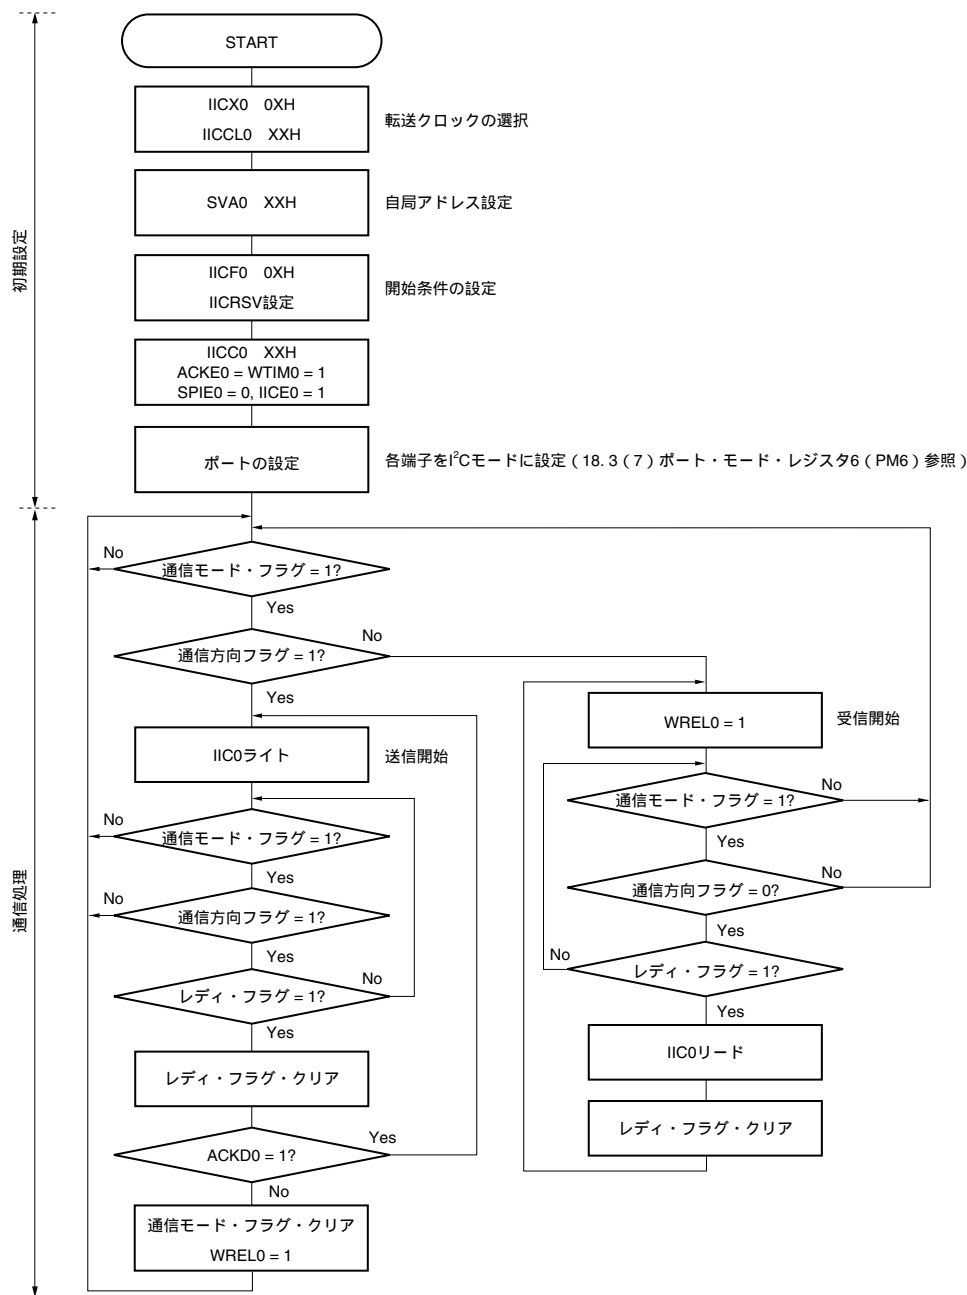 START
IICX0 0XH
IICCL0 XXH
転送クロックの選択
SVA0 XXH
自局アドレス設定
初期設定
IICF0 0XH
IICRSV設定
開始条件の設定
IICC0 XXH
ACKE0 = WTIM0 = 1
SPIE0 = 0, IICE0 = 1
ポートの設定
各端子をI²Cモードに設定（18. 3（7）ポート・モード・レジスタ6（PM6）参照）
No
通信モード・フラグ = 1?
Yes
通信方向フラグ = 1?
No
Yes
IIC0ライト
送信開始
No
通信モード・フラグ = 1?
Yes
No
通信方向フラグ = 1?
Yes
レディ・フラグ = 1?
No
Yes
レディ・フラグ・クリア
ACKD0 = 1?
Yes
No
通信モード・フラグ・クリア
WREL0 = 1
通信処理
WREL0 = 1
受信開始
通信モード・フラグ = 1?
No
Yes
通信方向フラグ = 0?
No
Yes
No
レディ・フラグ = 1?
Yes
IIC0リード
レディ・フラグ・クリア